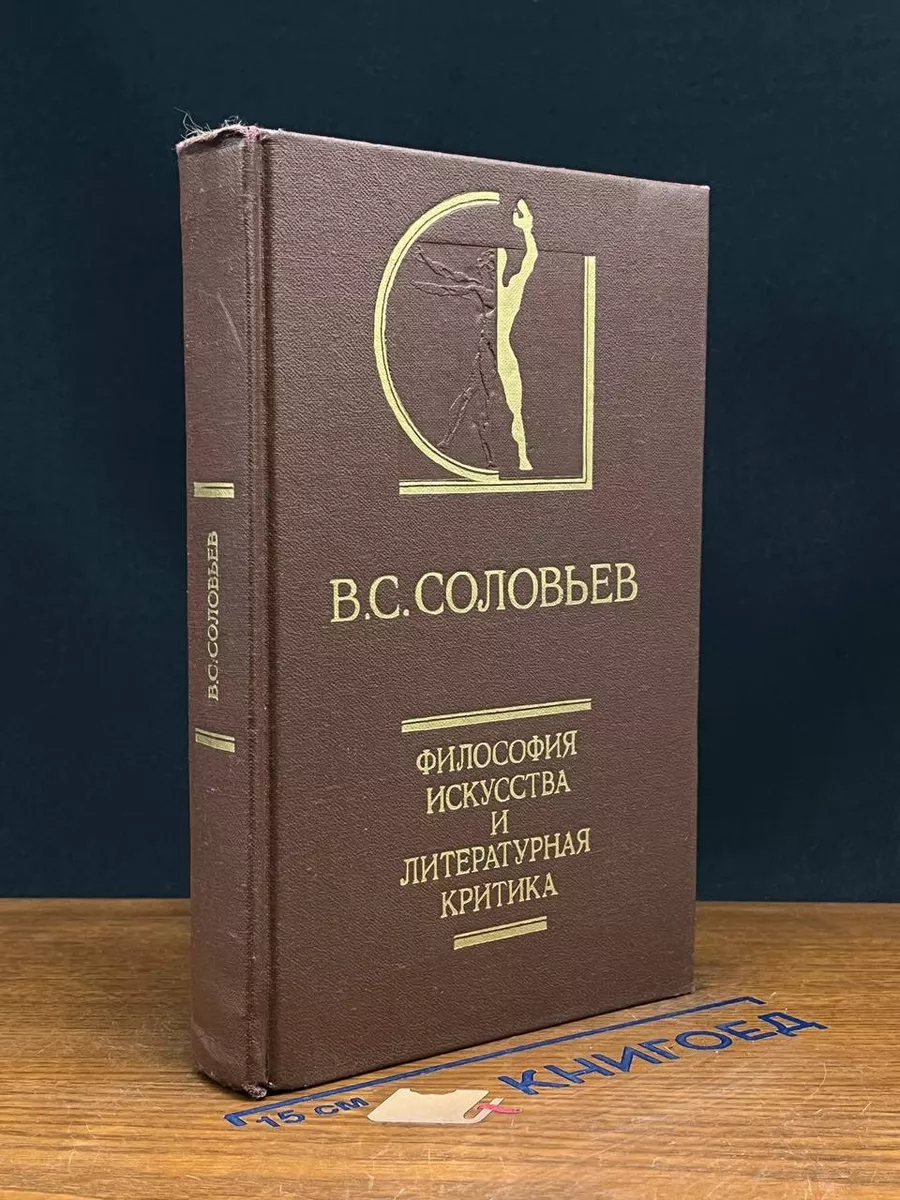 В.С.СОЛОВЬЕВ
В.С.СОЛОВЬЕВ
ФИЛОСОФИЯ
ИСКУССТВА
И
ЛИТЕРАТУРНАЯ
КРИТИКА
15 СМ
КНИГОЕД